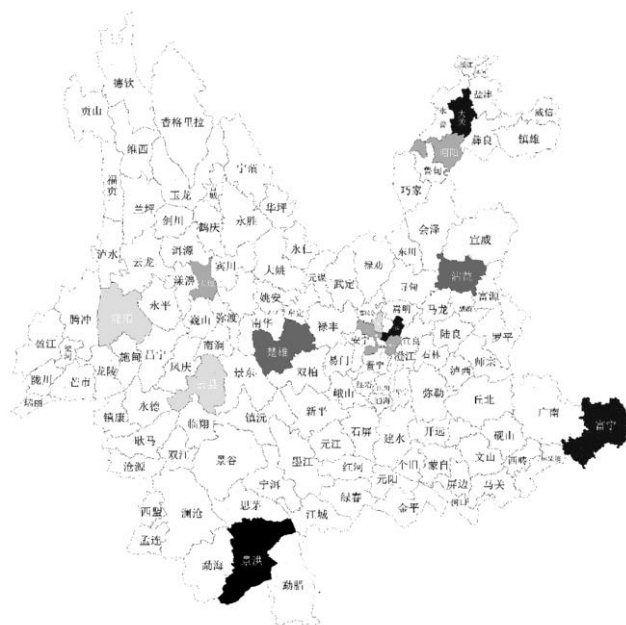 德钦
贡山
香格里拉
维西
福贡
兰坪
玉龙
宁蒗
剑川
鹤庆
永胜
华坪
泸水
云龙
洱源
漾濞
宾川
永仁
大姚
元谋
武定
禄劝
东川
会泽
巧家
鲁甸
昭阳
大关
盐津
彝良
镇雄
威信
宣威
沾益
富源
寻甸
马龙
嵩明
陆良
罗平
腾冲
永平
巍山
弥渡
姚安
南华
牟定
楚雄
禄丰
安宁
晋宁
宜良
澄江
石林
师宗
泸西
盈江
隆阳
施甸
昌宁
南涧
凤庆
云县
景东
双柏
易门
峨山
弥勒
丘北
广南
富宁
陇川
芒市
龙陵
瑞丽
镇康
永德
临翔
镇沅
新平
耿马
双江
沧源
景谷
墨江
元江
石屏
建水
开远
砚山
红河
元阳
个旧
蒙自
文山
西畴
屏边
马关
河口
金平
绿春
宁洱
思茅
江城
西盟
孟连
澜沧
勐海
景洪
勐腊